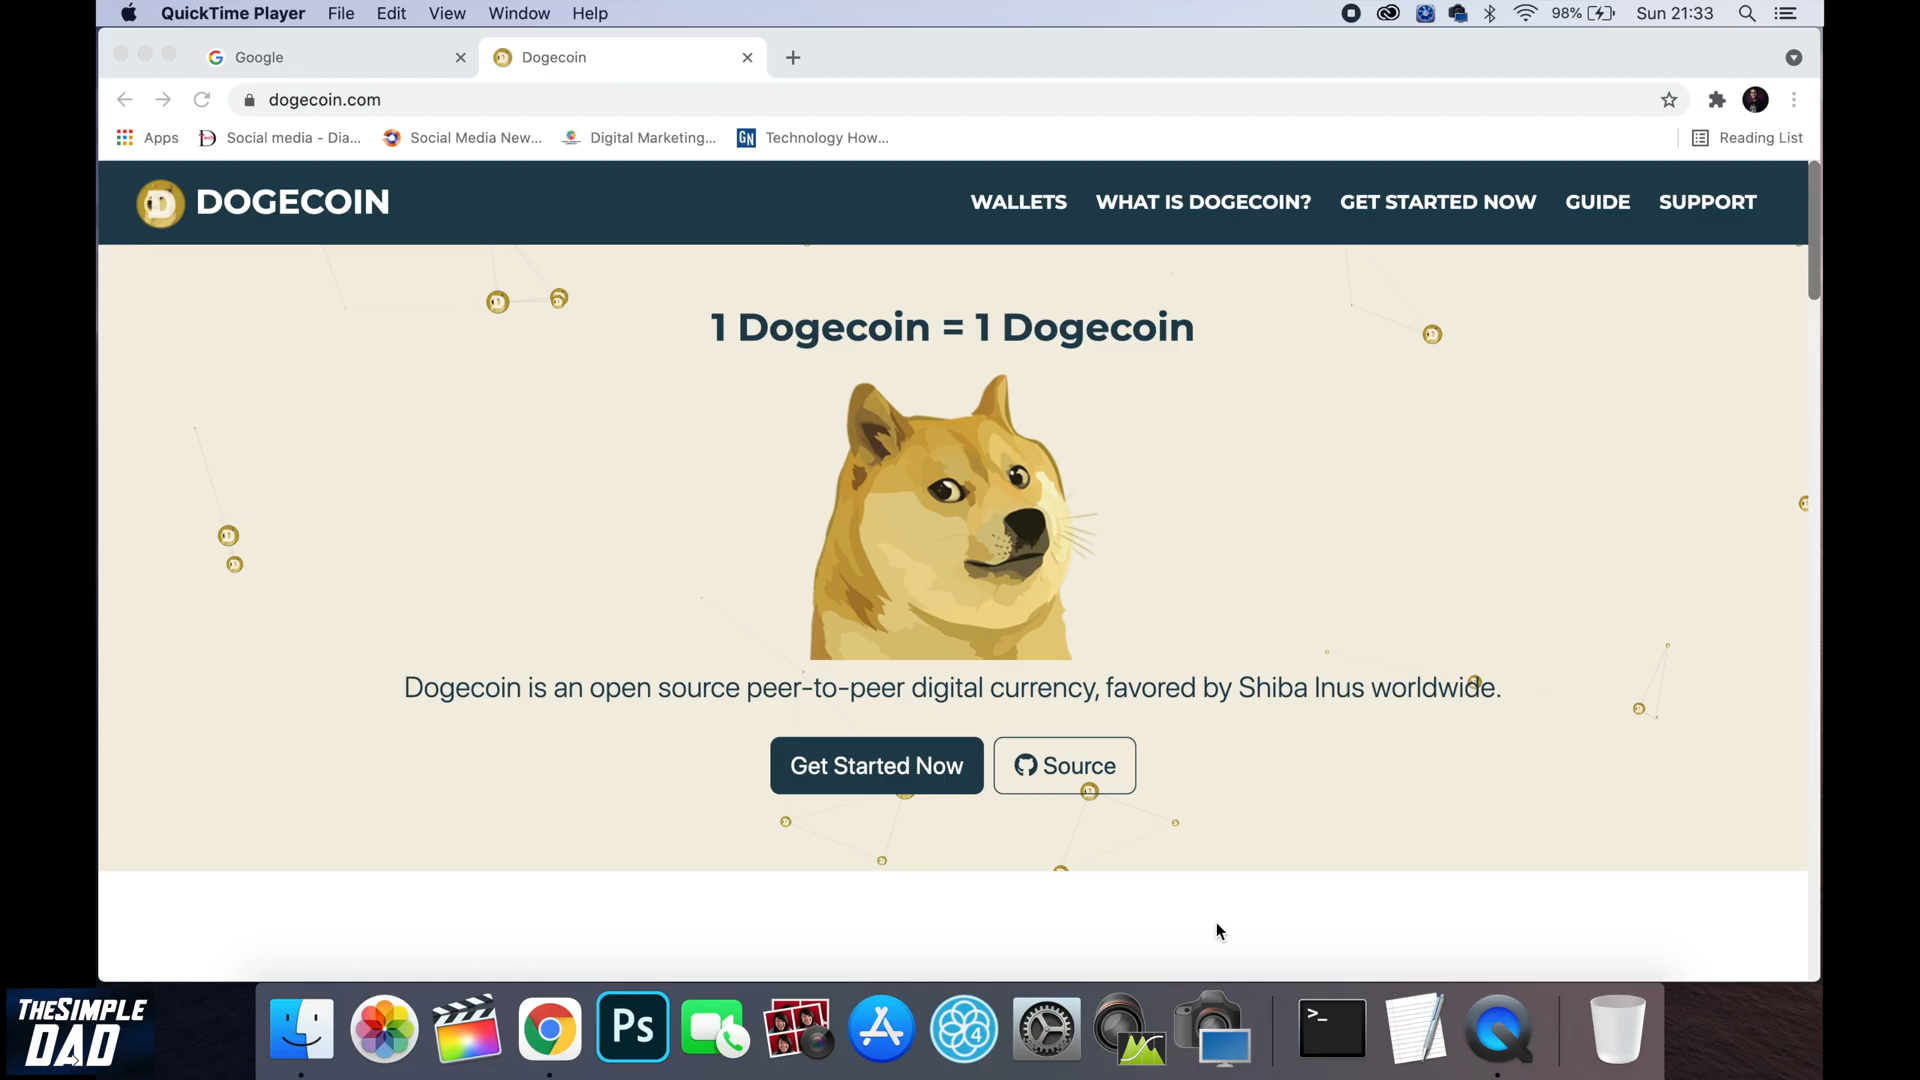 QuickTime Player File Edit View Window Help 98% Sun 21:33
Google Dogecoin
dogecoin.com
Apps Social media - Dia... Social Media New... Digital Marketing... GN Technology How... Reading List
DOGECOIN WALLETS WHAT IS DOGECOIN? GET STARTED NOW GUIDE SUPPORT
1 Dogecoin = 1 Dogecoin
Dogecoin is an open source peer-to-peer digital currency, favored by Shiba Inus worldwide.
Get Started Now Source
THESIMPLE
DAD
Ps 4 >_